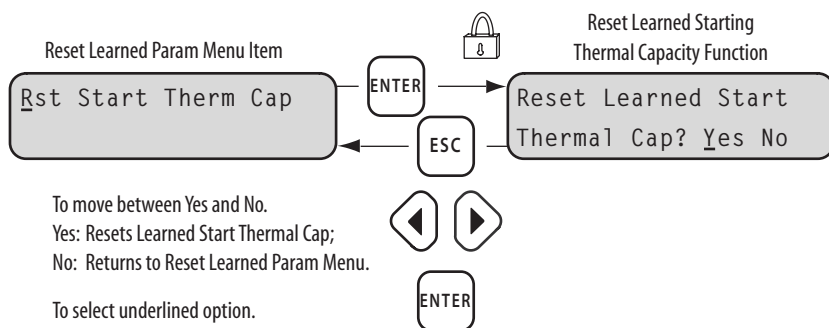 Reset Learned Param Menu Item
Reset Learned Starting
Thermal Capacity Function
Rst Start Therm Cap
ENTER
Reset Learned Start
Thermal Cap? Yes No
ESC
To move between Yes and No.
Yes: Resets Learned Start Thermal Cap;
No: Returns to Reset Learned Param Menu.
To select underlined option.
ENTER